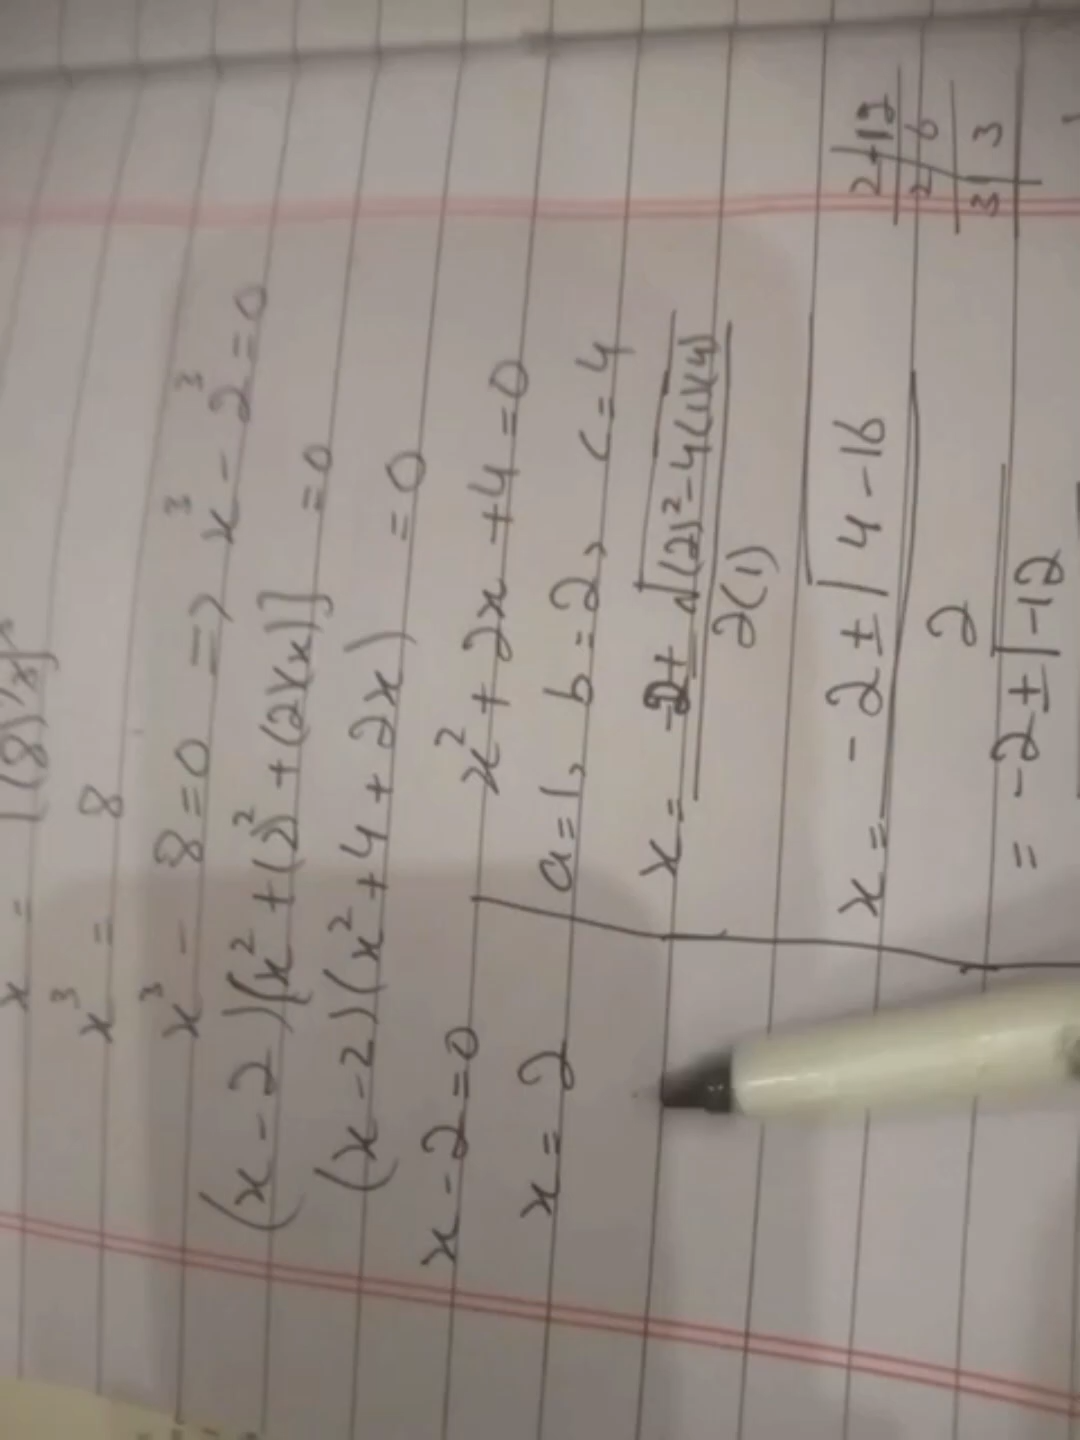 x³ = 8
x³ - 8 = 0 => x³ - 2³ = 0
(x - 2)[x² + (2)² + (2)(x)] = 0
(x - 2)(x² + 4 + 2x) = 0
x - 2 = 0
x = 2
x² + 2x + 4 = 0
a = 1, b = 2, c = 4
x = -2 ± √(2)² - 4(1)(4)
2(1)
x = -2 ± √4 - 16
2
= -2 ± √-12
2 12
2 6
3 3